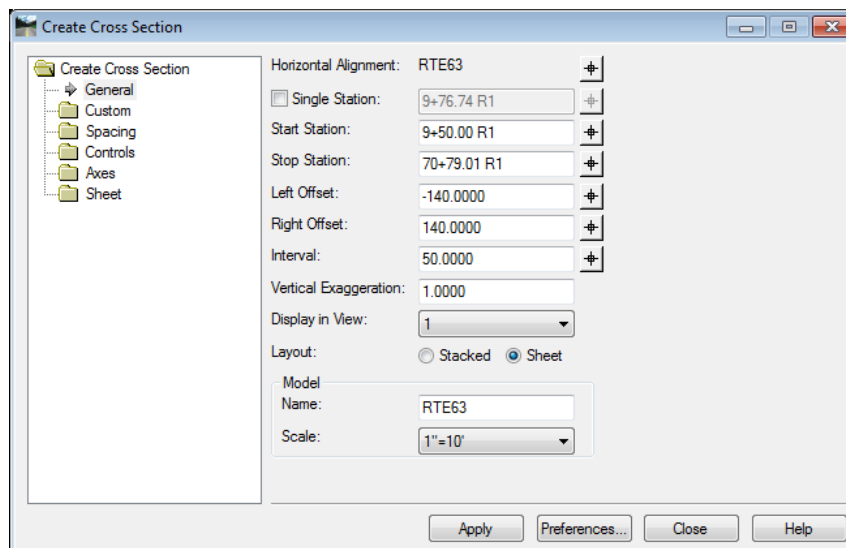 Create Cross Section
Create Cross Section
General
Custom
Spacing
Controls
Axes
Sheet
Horizontal Alignment: RTE63
Single Station: 9+76.74 R1
Start Station: 9+50.00 R1
Stop Station: 70+79.01 R1
Left Offset: -140.0000
Right Offset: 140.0000
Interval: 50.0000
Vertical Exaggeration: 1.0000
Display in View: 1
Layout: Stacked Sheet
Model
Name: RTE63
Scale: 1"=10'
Apply Preferences... Close Help